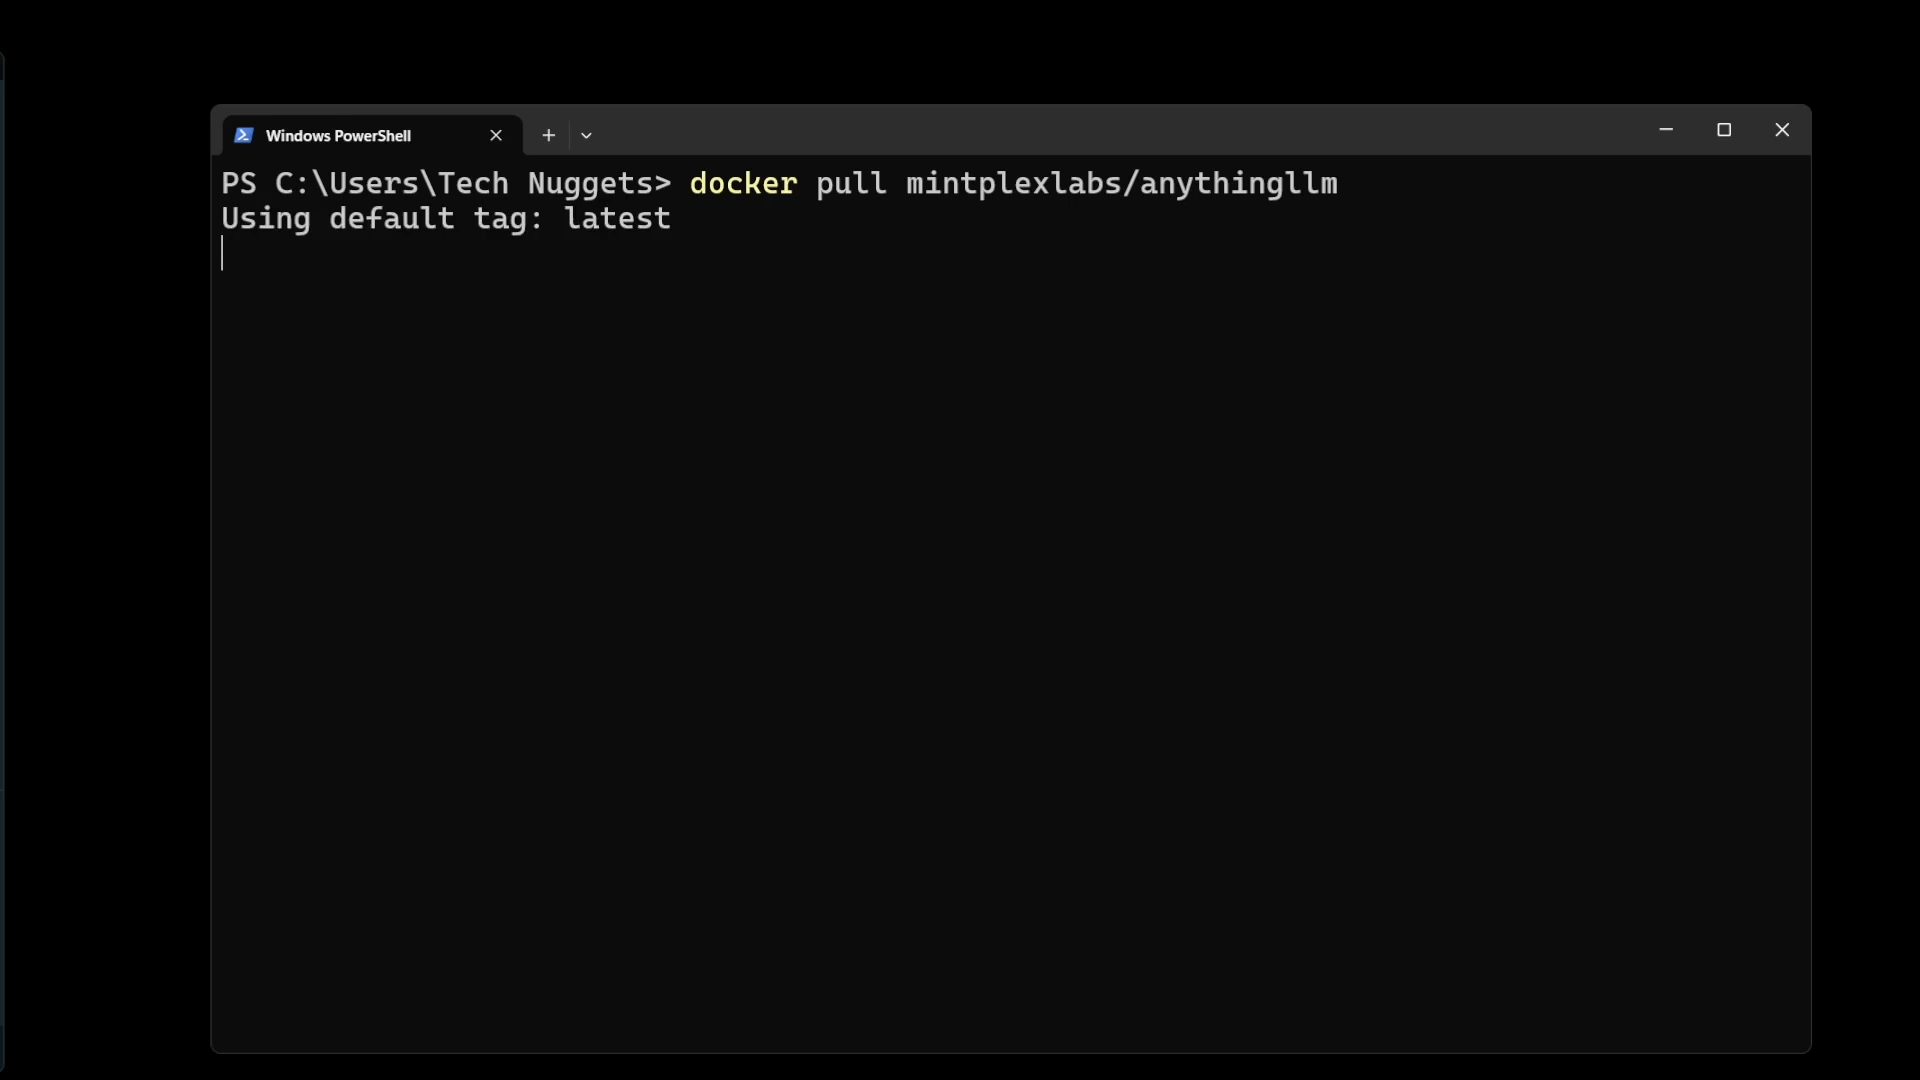 Windows PowerShell
PS C:\Users\Tech Nuggets> docker pull mintplexlabs/anythingllm
Using default tag: latest